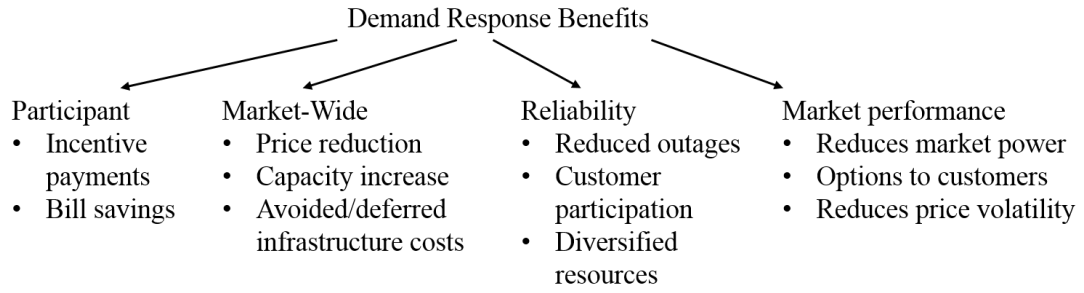 Demand Response Benefits
Participant
• Incentive
payments
• Bill savings
Market-Wide
• Price reduction
• Capacity increase
• Avoided/deferred
infrastructure costs
Reliability
• Reduced outages
• Customer
participation
• Diversified
resources
Market performance
• Reduces market power
• Options to customers
• Reduces price volatility